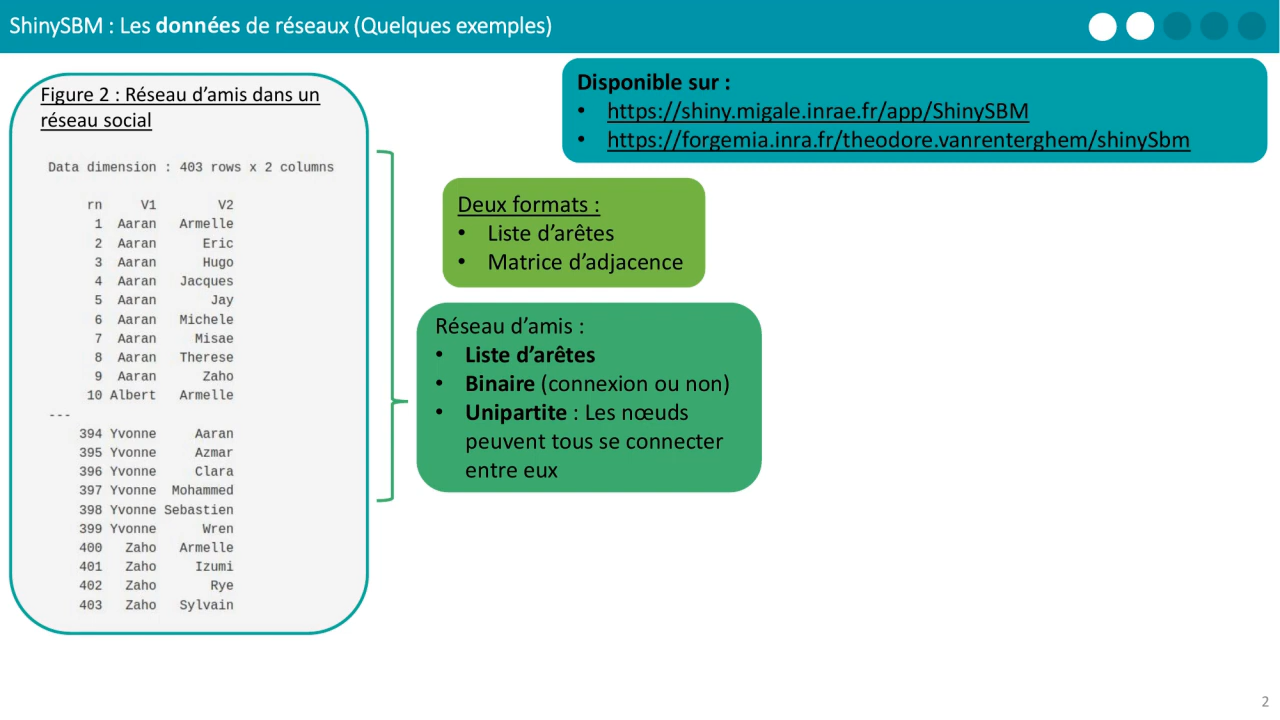 ShinySBM : Les données de réseaux (Quelques exemples)
Figure 2 : Réseau d’amis dans un
réseau social
Data dimension : 403 rows x 2 columns
rn V1 V2
1 Aaran Armelle
2 Aaran Eric
3 Aaran Hugo
4 Aaran Jacques
5 Aaran Jay
6 Aaran Michele
7 Aaran Misae
8 Aaran Therese
9 Aaran Zaho
10 Albert Armelle
---
394 Yvonne Aaran
395 Yvonne Azmar
396 Yvonne Clara
397 Yvonne Mohammed
398 Yvonne Sebastien
399 Yvonne Wren
400 Zaho Armelle
401 Zaho Izumi
402 Zaho Rye
403 Zaho Sylvain
Disponible sur :
• https://shiny.migale.inrae.fr/app/ShinySBM
• https://forgemia.inra.fr/theodore.vanrenterghem/shinySbm
Deux formats :
• Liste d’arêtes
• Matrice d’adjacence
Réseau d’amis :
• Liste d’arêtes
• Binaire (connexion ou non)
• Unipartite : Les nœuds
peuvent tous se connecter
entre eux
2